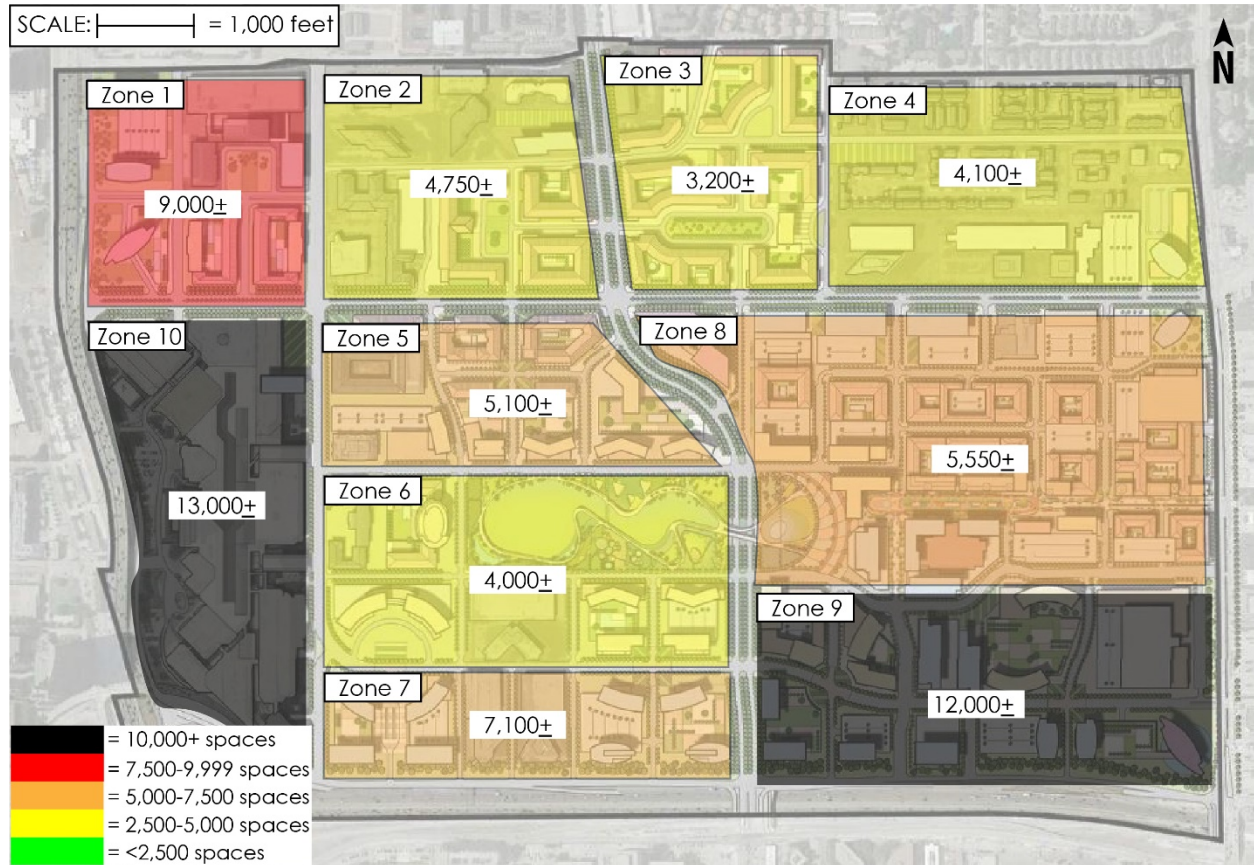 SCALE: = 1,000 feet
N
Zone 1
9,000±
Zone 2
4,750±
Zone 3
3,200±
Zone 4
4,100±
Zone 10
13,000±
Zone 5
5,100±
Zone 8
5,550±
Zone 6
4,000±
Zone 7
7,100±
Zone 9
12,000±
= 10,000+ spaces
= 7,500-9,999 spaces
= 5,000-7,500 spaces
= 2,500-5,000 spaces
= <2,500 spaces